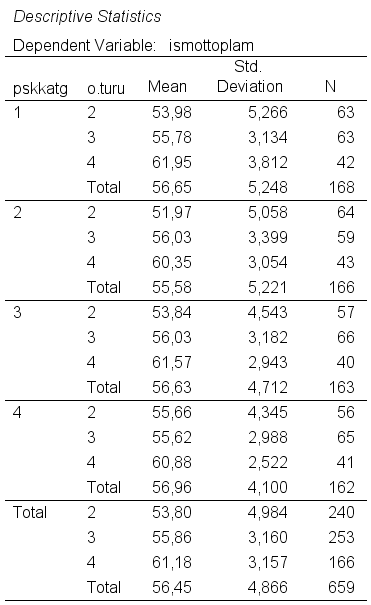 Descriptive Statistics
Dependent Variable: ismottoplam
pskkatg o.turu Mean Std. Deviation N
1 2 53,98 5,266 63
3 55,78 3,134 63
4 61,95 3,812 42
Total 56,65 5,248 168
2 2 51,97 5,058 64
3 56,03 3,399 59
4 60,35 3,054 43
Total 55,58 5,221 166
3 2 53,84 4,543 57
3 56,03 3,182 66
4 61,57 2,943 40
Total 56,63 4,712 163
4 2 55,66 4,345 56
3 55,62 2,988 65
4 60,88 2,522 41
Total 56,96 4,100 162
Total 2 53,80 4,984 240
3 55,86 3,160 253
4 61,18 3,157 166
Total 56,45 4,866 659